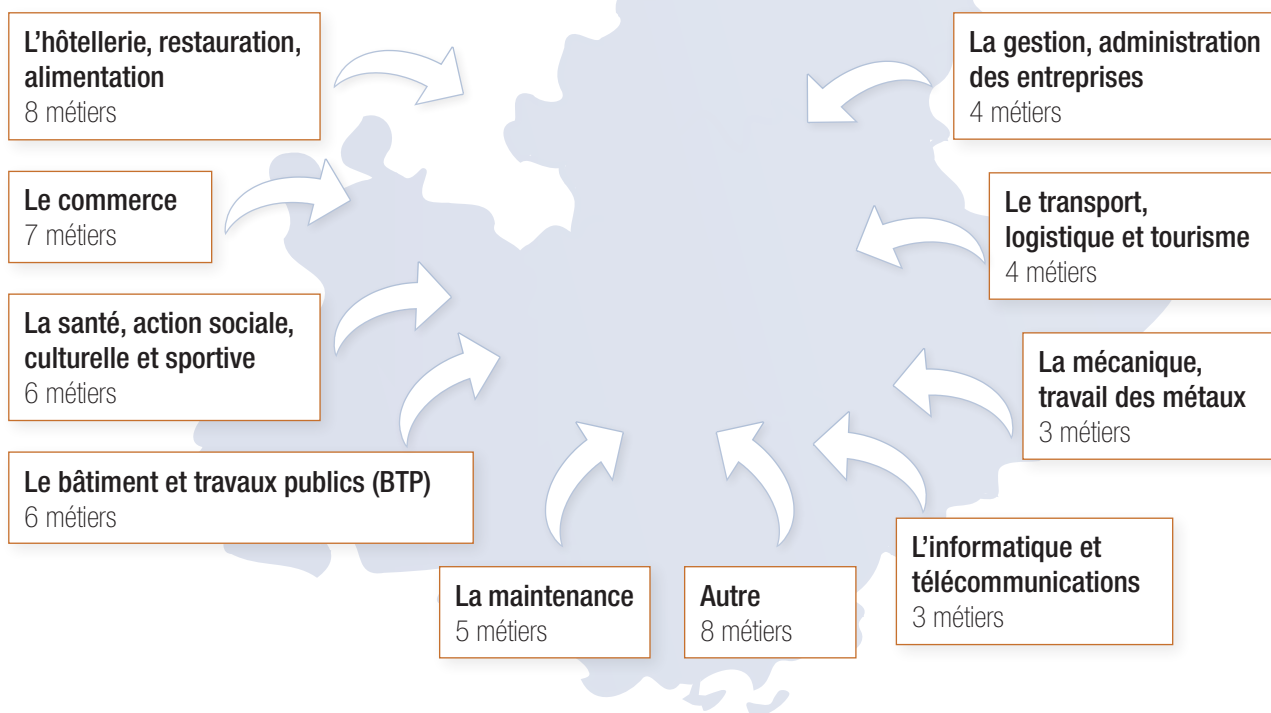 L’hôtellerie, restauration,
alimentation
8 métiers
Le commerce
7 métiers
La santé, action sociale,
culturelle et sportive
6 métiers
Le bâtiment et travaux publics (BTP)
6 métiers
La maintenance
5 métiers
Autre
8 métiers
L’informatique et
télécommunications
3 métiers
La mécanique,
travail des métaux
3 métiers
Le transport,
logistique et tourisme
4 métiers
La gestion, administration
des entreprises
4 métiers